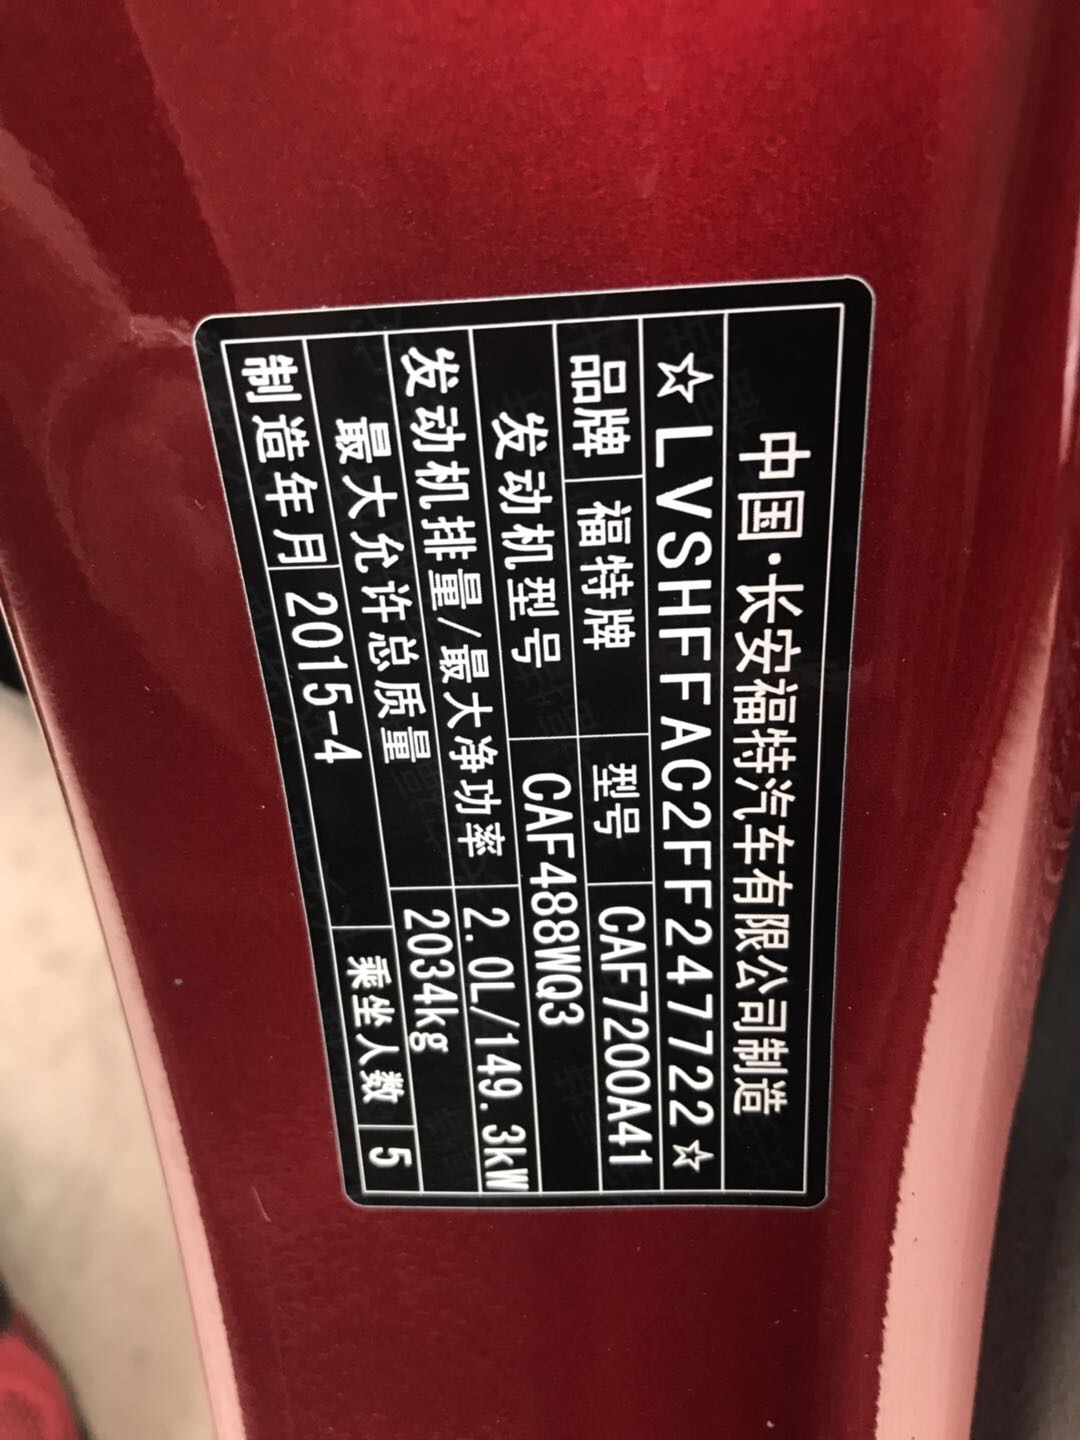 中国·长安福特汽车有限公司制造
☆LVSHFFAC2FF247722☆
品牌 福特牌 型号 CAF7200A41
发动机型号 CAF488WQ3
发动机排量/最大净功率 2.0L/149.3kW
最大允许总质量 2034kg
制造年月 2015-4 乘坐人数 5